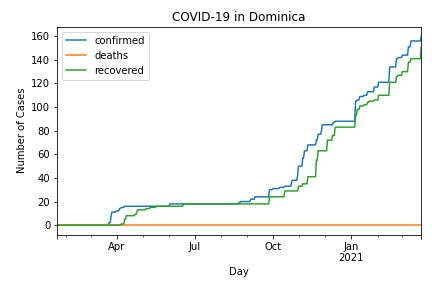 COVID-19 in Dominica
confirmed
deaths
recovered
Number of Cases
160
140
120
100
80
60
40
20
0
Apr
Jul
Oct
Jan
2021
Day